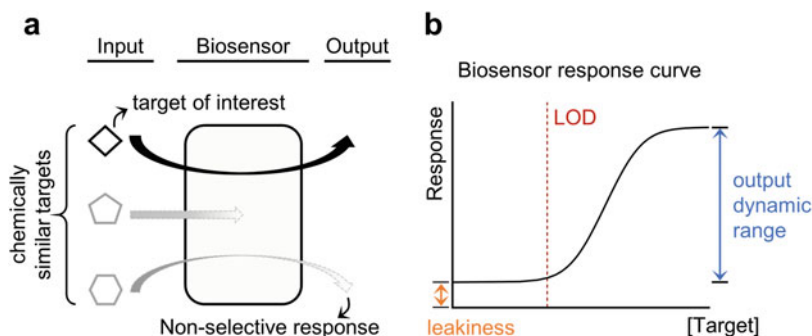 a
Input Biosensor Output
target of interest
chemically
similar targets
Non-selective response
b
Biosensor response curve
Response
LOD
output
dynamic
range
leakiness
[Target]